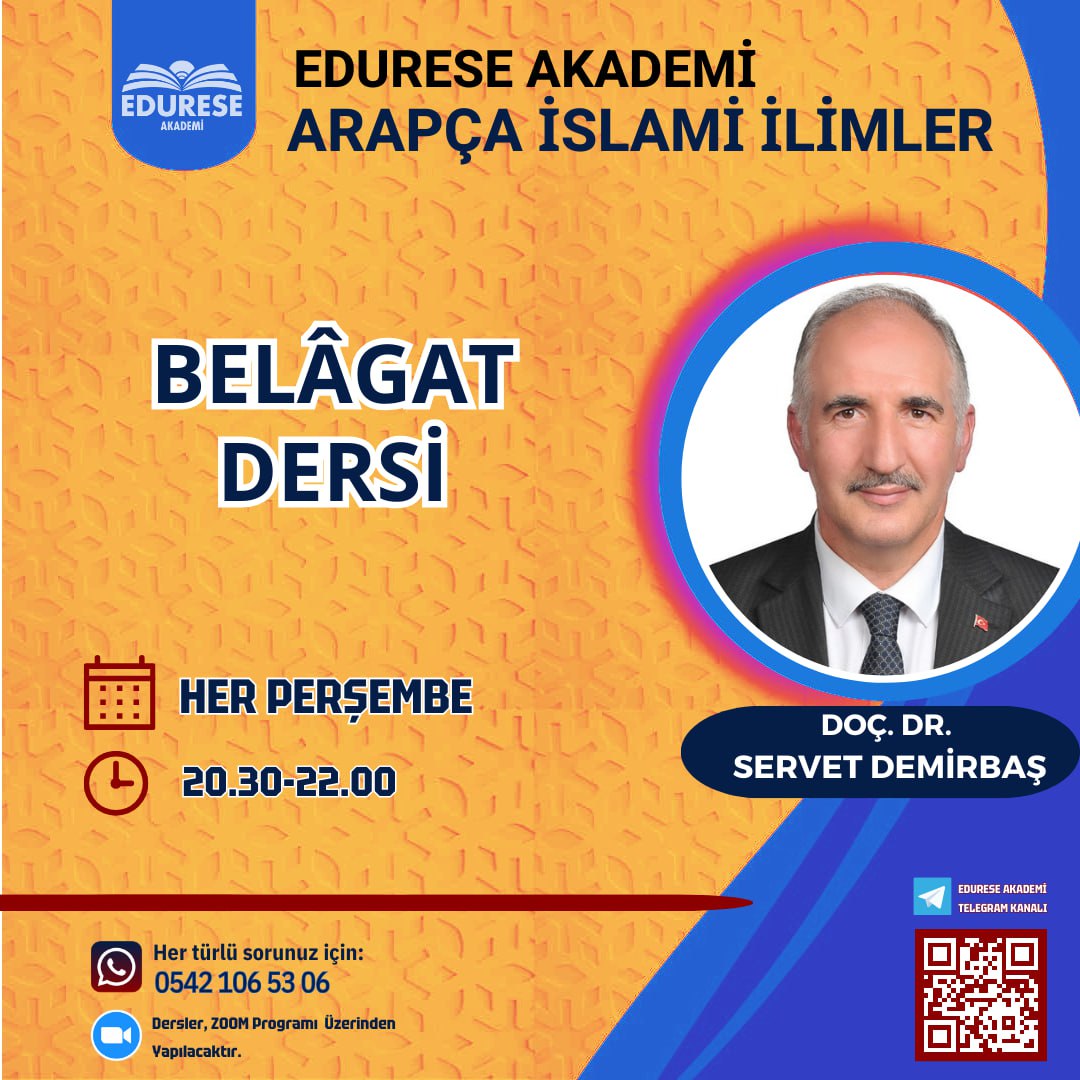 EDURESE
AKADEMİ
EDURESE AKADEMİ
ARAPÇA İSLAMİ İLİMLER
BELÂGAT
DERSİ
HER PERŞEMBE
20.30-22.00
DOÇ. DR.
SERVET DEMİRBAŞ
EDURESE AKADEMİ
TELEGRAM KANALI
Her türlü sorunuz için:
0542 106 53 06
Dersler, ZOOM Programı Üzerinden
Yapılacaktır.